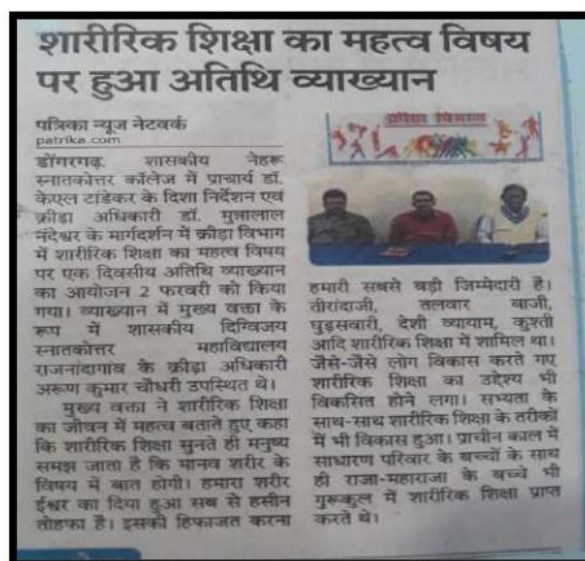 शारीरिक शिक्षा का महत्व विषय
पर हुआ अतिथि व्याख्यान
पत्रिका न्यूज नेटवर्क
patrika.com
डोंगरगढ़. शासकीय नेहरू
स्नातकोत्तर कॉलेज में प्राचार्य डॉ.
केएल टांडेकर के दिशा निर्देशन एवं
क्रीड़ा अधिकारी डॉ. मुन्नालाल
नंदेश्वर के मार्गदर्शन में क्रीड़ा विभाग
में शारीरिक शिक्षा का महत्व विषय
पर एक दिवसीय अतिथि व्याख्यान
का आयोजन 2 फरवरी को किया
गया। व्याख्यान में मुख्य वक्ता के
रूप में शासकीय दिग्विजय
स्नातकोत्तर महाविद्यालय
राजनांदागांव के क्रीड़ा अधिकारी
अरूण कुमार चौधरी उपस्थित थे।
मुख्य वक्ता ने शारीरिक शिक्षा
का जीवन में महत्व बताते हुए कहा
कि शारीरिक शिक्षा सुनते ही मनुष्य
समझ जाता है कि मानव शरीर के
विषय में बात होगी। हमारा शरीर
ईश्वर का दिया हुआ सब से हसीन
तोहफा है। इसकी हिफाजत करना
क्रीड़ा विभाग
हमारी सबसे बड़ी जिम्मेदारी है।
तीरांदाजी, तलवार बाजी,
घुड़सवारी, देशी व्यायाम, कुश्ती
आदि शारीरिक शिक्षा में शामिल था।
जैसे-जैसे लोग विकास करते गए
शारीरिक शिक्षा का उद्देश्य भी
विकसित होने लगा। सभ्यता के
साथ-साथ शारीरिक शिक्षा के तरीकों
में भी विकास हुआ। प्राचीन काल में
साधारण परिवार के बच्चों के साथ
ही राजा-महाराजा के बच्चे भी
गुरूकुल में शारीरिक शिक्षा प्राप्त
करते थे।